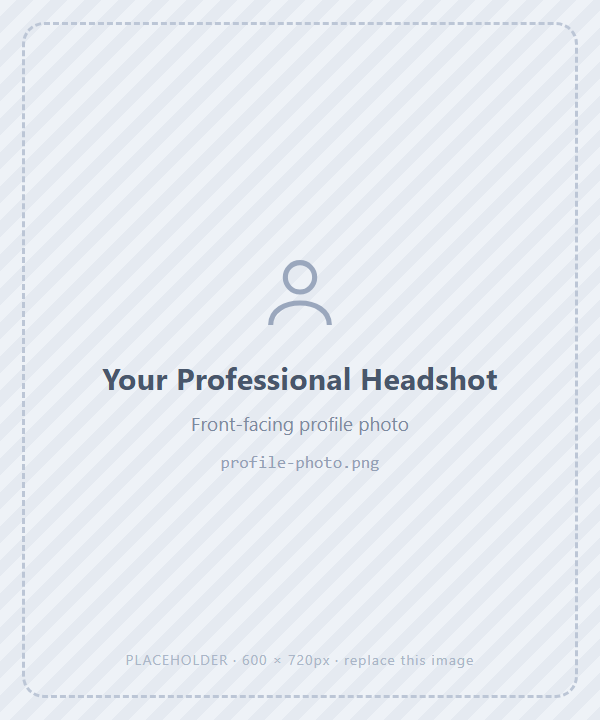 Your Professional Headshot
Front-facing profile photo
profile-photo.png
PLACEHOLDER · 600 × 720px · replace this image